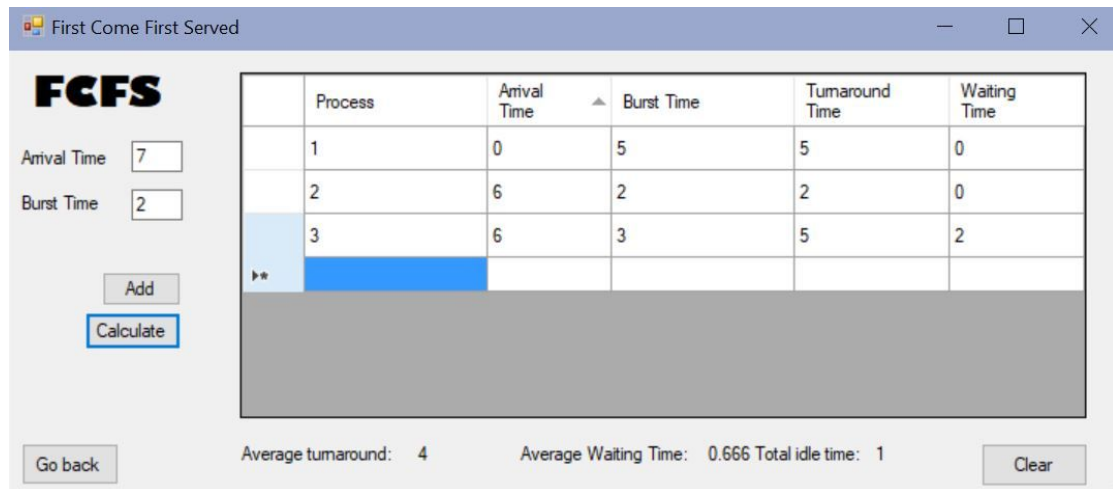 First Come First Served
FCFS
Arrival Time 7
Burst Time 2
Add
Calculate
Go back
Process Arrival Time Burst Time Turnaround Time Waiting Time
1 0 5 5 0
2 6 2 2 0
3 6 3 5 2
Average turnaround: 4 Average Waiting Time: 0.666 Total idle time: 1
Clear